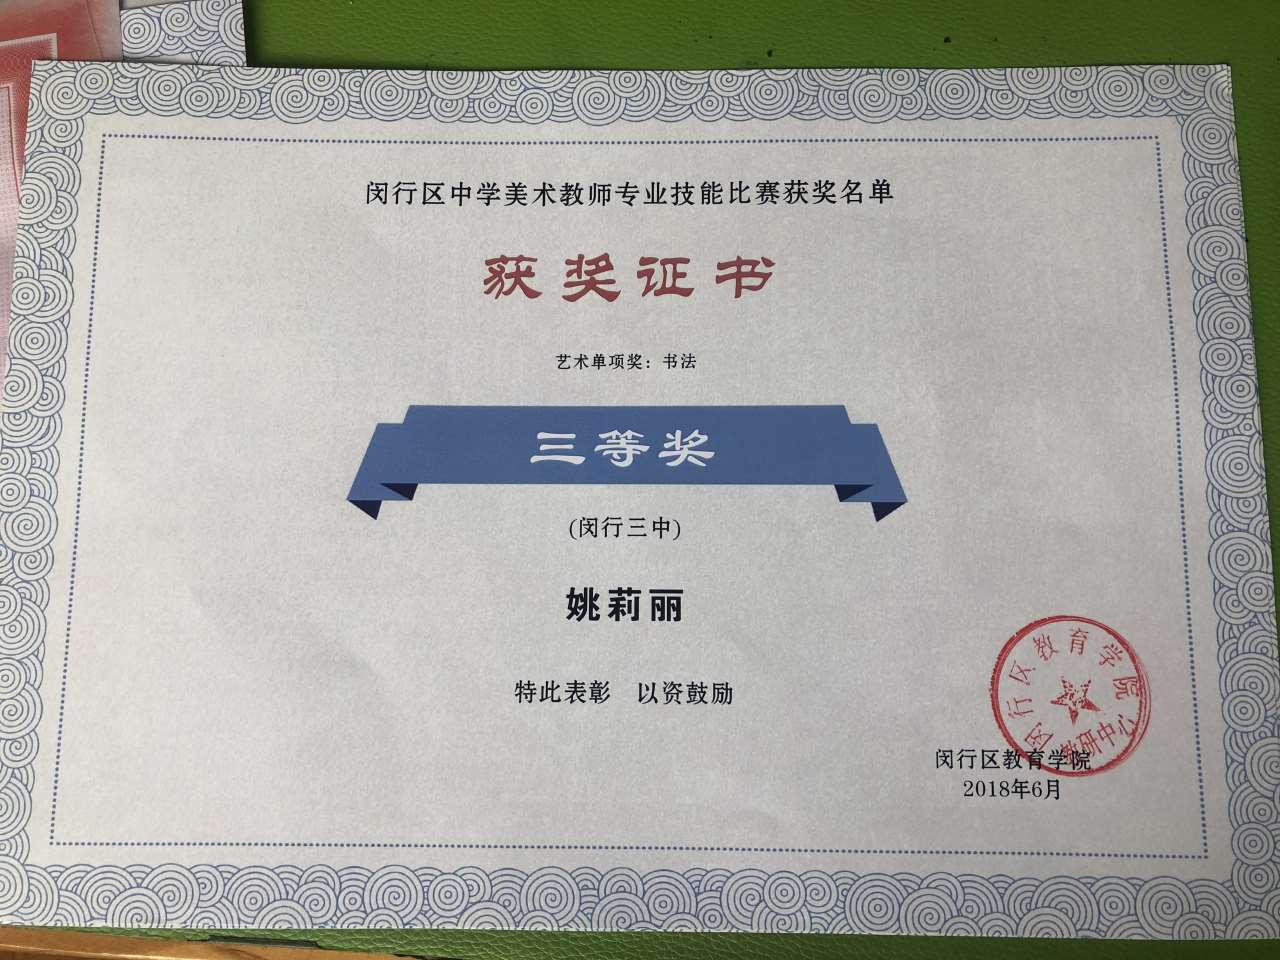 闵行区中学美术教师专业技能比赛获奖名单
获奖证书
艺术单项奖：书法
三等奖
(闵行三中)
姚莉丽
特此表彰　以资鼓励
闵行区教育学院
教研中心
闵行区教育学院
2018年6月